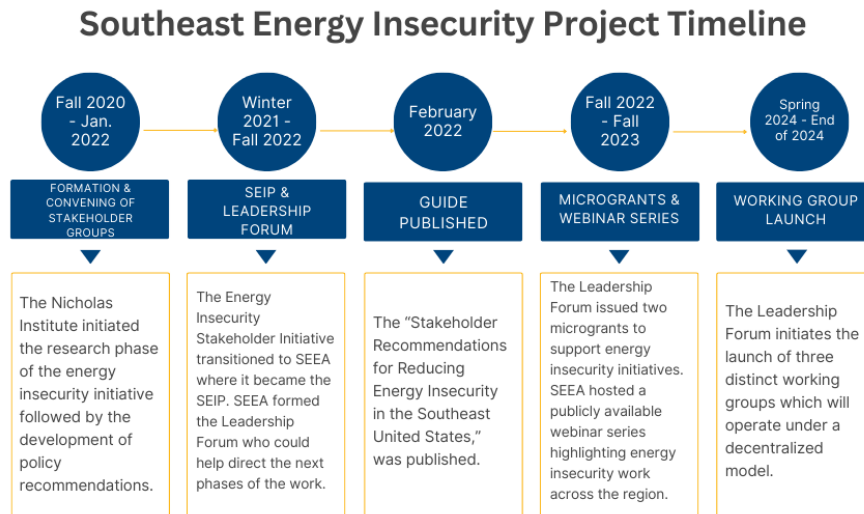 Southeast Energy Insecurity Project Timeline
Fall 2020
- Jan.
2022
Winter
2021 -
Fall 2022
February
2022
Fall 2022
- Fall
2023
Spring
2024 - End
of 2024
FORMATION &
CONVENING OF
STAKEHOLDER
GROUPS
SEIP &
LEADERSHIP
FORUM
GUIDE
PUBLISHED
MICROGRANTS &
WEBINAR SERIES
WORKING GROUP
LAUNCH
The Nicholas
Institute initiated
the research phase
of the energy
insecurity initiative
followed by the
development of
policy
recommendations.
The Energy
Insecurity
Stakeholder Initiative
transitioned to SEEA
where it became the
SEIP. SEEA formed
the Leadership
Forum who could
help direct the next
phases of the work.
The “Stakeholder
Recommendations
for Reducing
Energy Insecurity
in the Southeast
United States,”
was published.
The Leadership
Forum issued two
microgrants to
support energy
insecurity initiatives.
SEEA hosted a
publicly available
webinar series
highlighting energy
insecurity work
across the region.
The Leadership
Forum initiates the
launch of three
distinct working
groups which will
operate under a
decentralized
model.